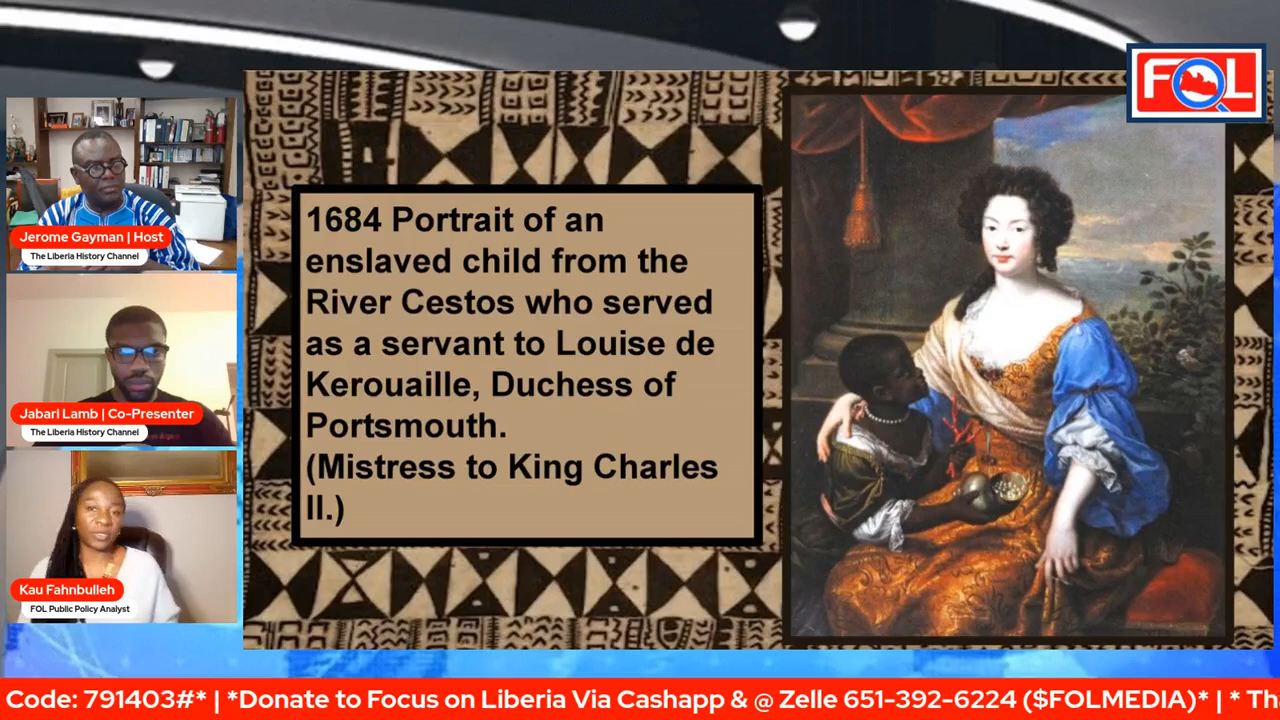 FOL
Jerome Gayman | Host
The Liberia History Channel
Jabari Lamb | Co-Presenter
The Liberia History Channel
Kau Fahnbulleh
FOL Public Policy Analyst
1684 Portrait of an
enslaved child from the
River Cestos who served
as a servant to Louise de
Kerouaille, Duchess of
Portsmouth.
(Mistress to King Charles
II.)
Code: 791403#* | *Donate to Focus on Liberia Via Cashapp & @ Zelle 651-392-6224 ($FOLMEDIA)* | * Th